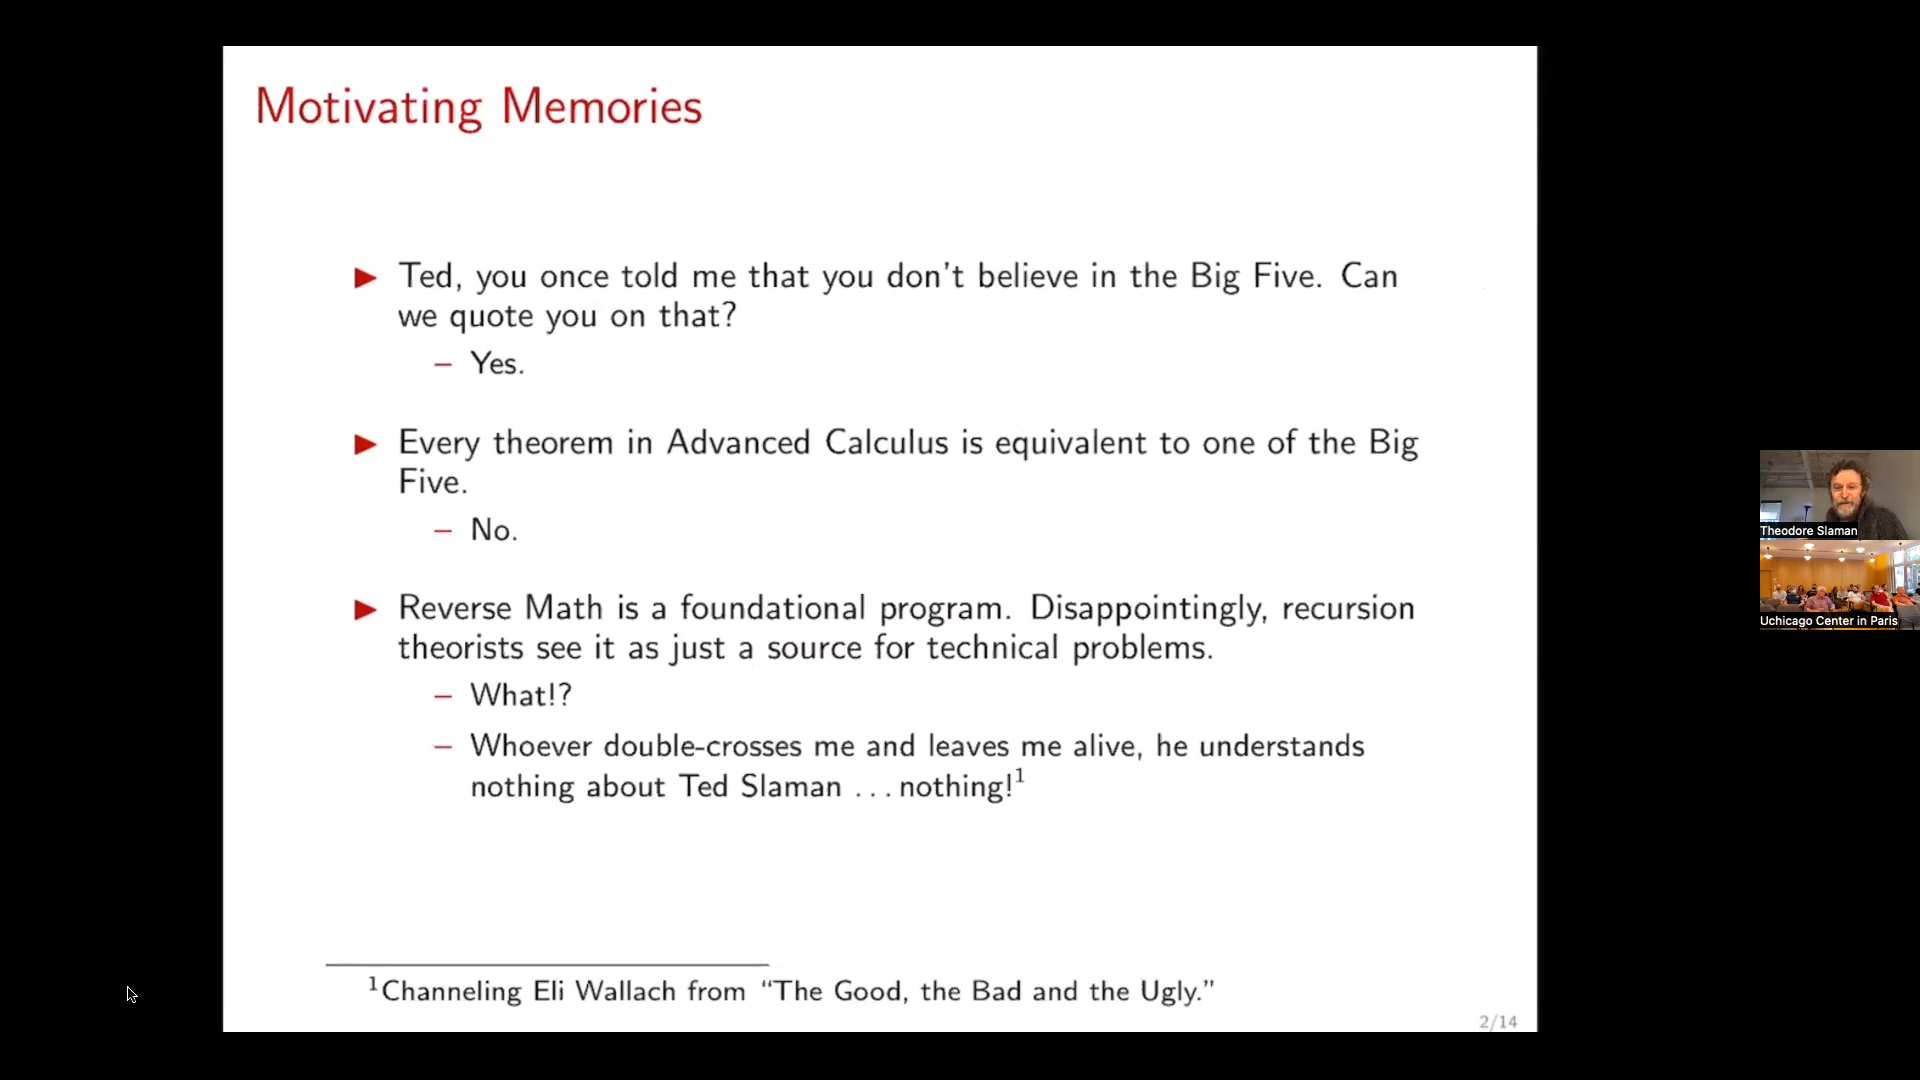 Motivating Memories
▶ Ted, you once told me that you don't believe in the Big Five. Can
we quote you on that?
– Yes.
▶ Every theorem in Advanced Calculus is equivalent to one of the Big
Five.
– No.
▶ Reverse Math is a foundational program. Disappointingly, recursion
theorists see it as just a source for technical problems.
– What!?
– Whoever double-crosses me and leaves me alive, he understands
nothing about Ted Slaman ... nothing!¹
¹Channeling Eli Wallach from “The Good, the Bad and the Ugly.”
2/14
Theodore Slaman
Uchicago Center in Paris